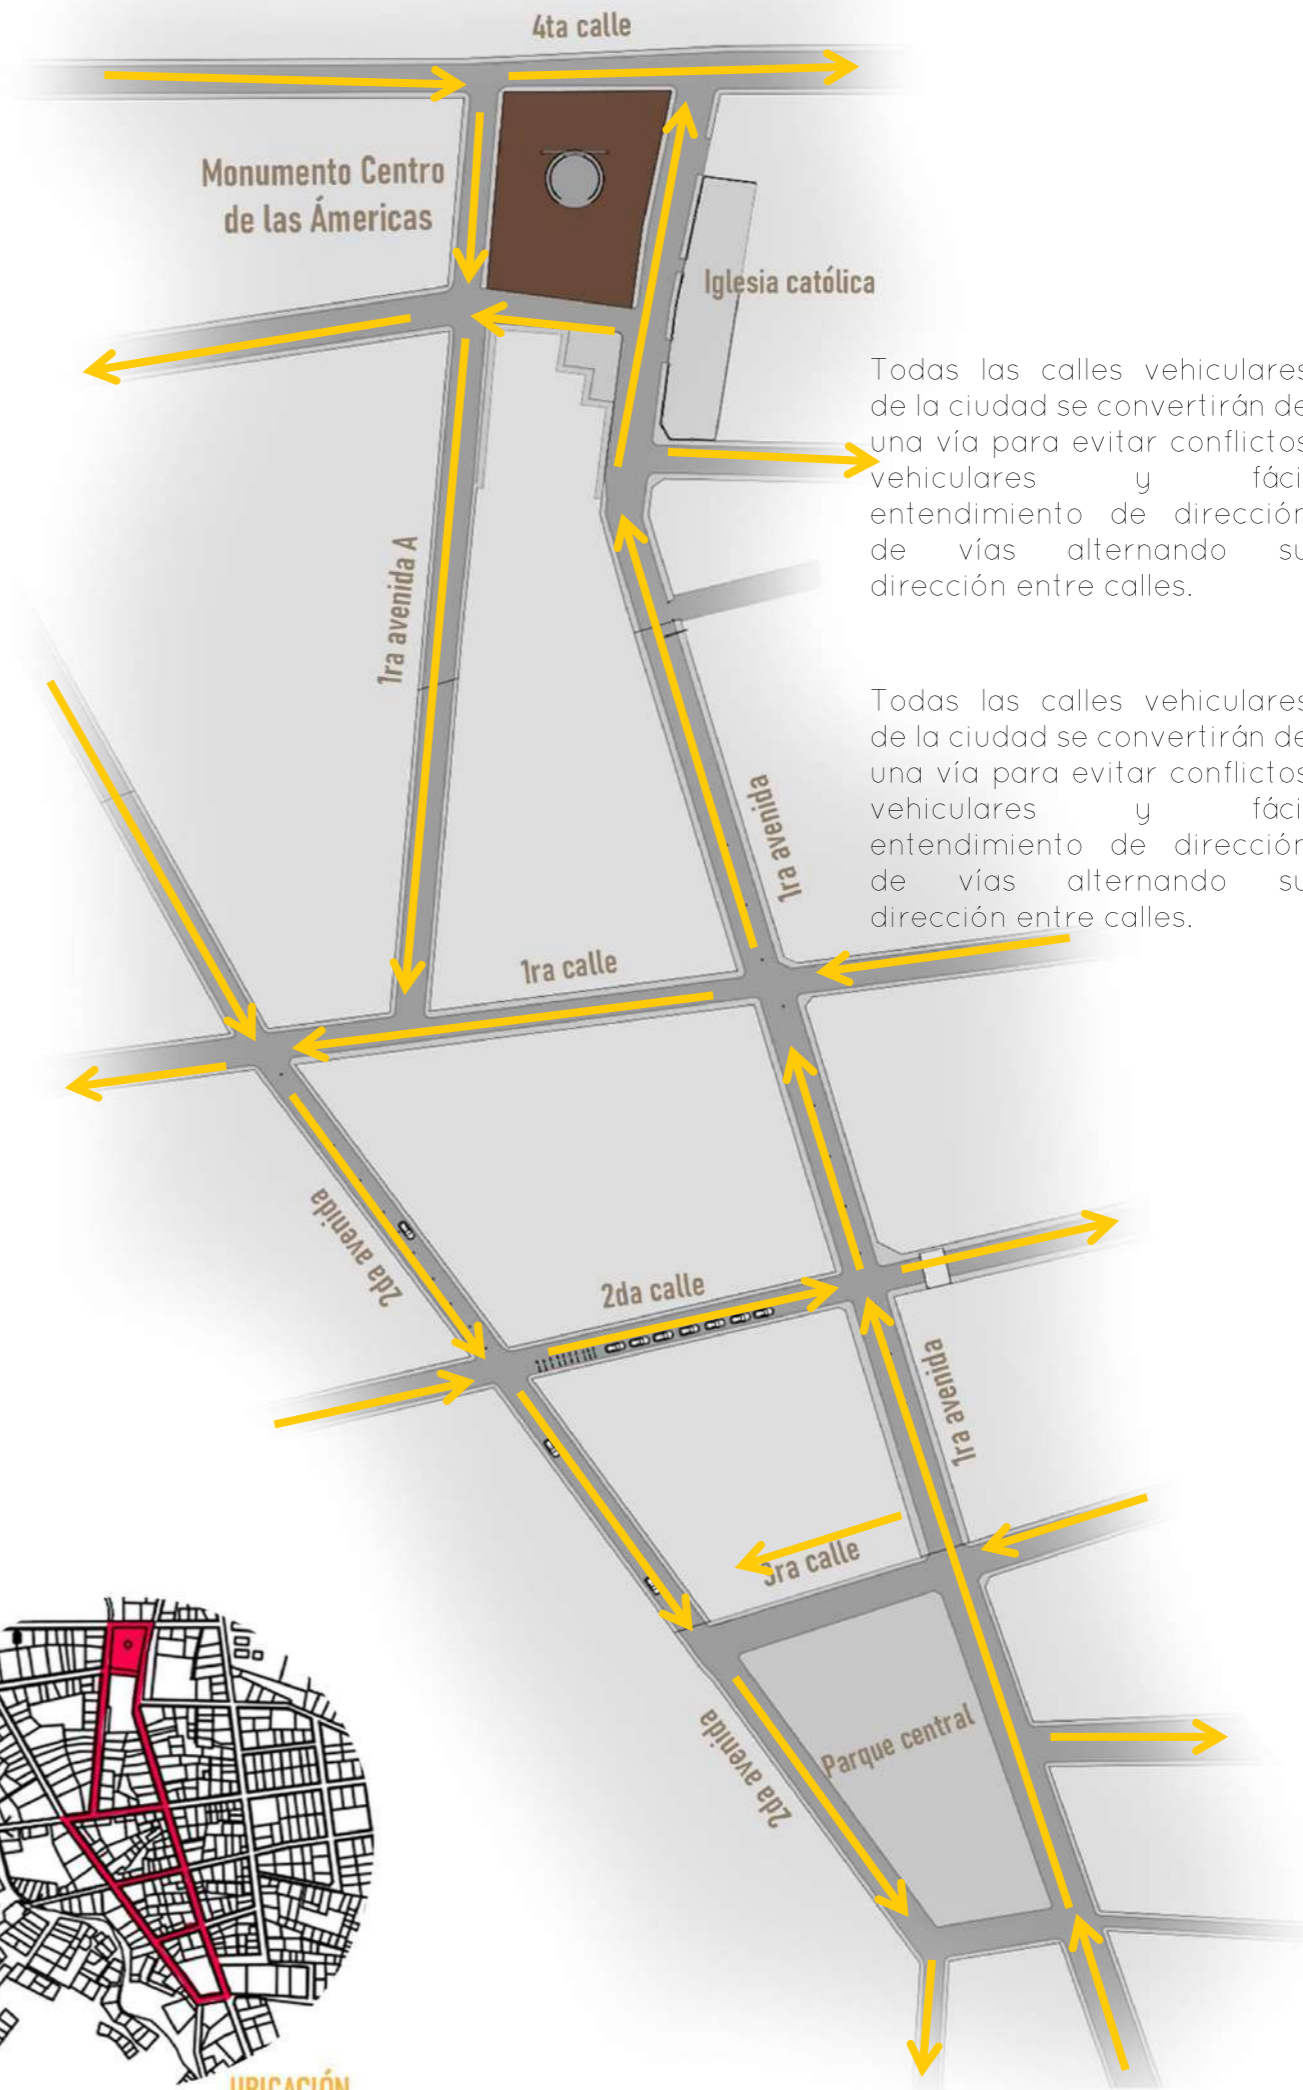 4ta calle
Monumento Centro
de las Ámericas
Iglesia católica
Todas las calles vehiculares
de la ciudad se convertirán de
una vía para evitar conflictos
vehiculares y fáci
entendimiento de dirección
de vías alternando su
dirección entre calles.
1ra avenida A
Todas las calles vehiculares
de la ciudad se convertirán de
una vía para evitar conflictos
vehiculares y fáci
entendimiento de dirección
de vías alternando su
dirección entre calles.
1ra avenida
1ra calle
2da avenida
2da calle
1ra avenida
3ra calle
2da avenida
Parque central
UBICACIÓN